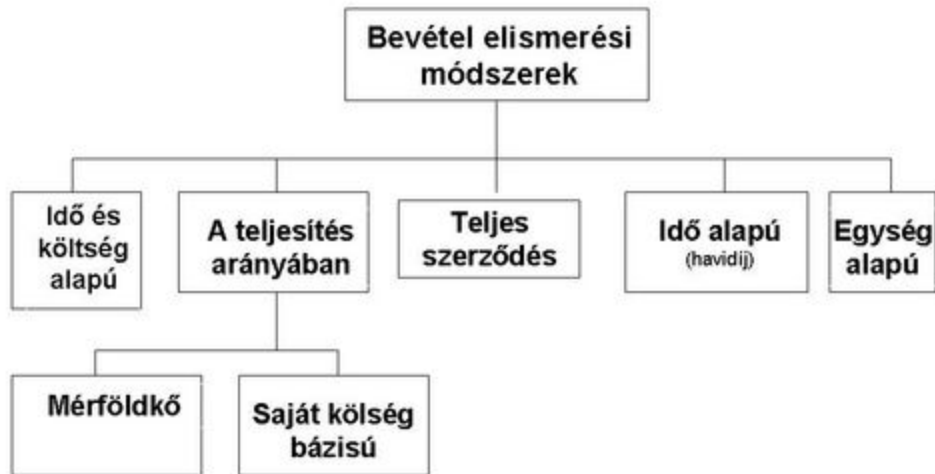 Bevétel elismerési
módszerek
Idő és
költség
alapú
A teljesítés
arányában
Teljes
szerződés
Idő alapú
(havidij)
Egység
alapú
Mérföldkő
Saját kölség
bázisú